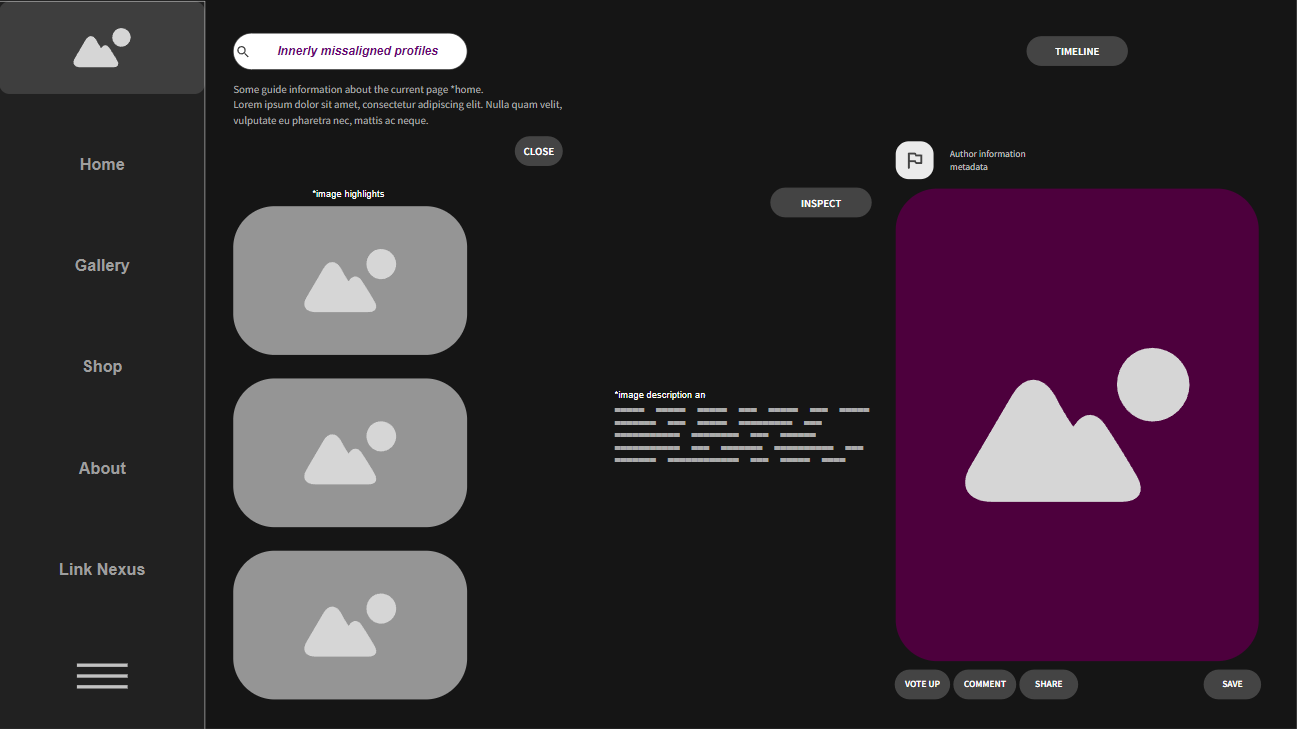 Home
Gallery
Shop
About
Link Nexus
Innerly missaligned profiles
Some guide information about the current page *home.
Lorem ipsum dolor sit amet, consectetur adipiscing elit. Nulla quam velit,
vulputate eu pharetra nec, mattis ac neque.
CLOSE
*image highlights
TIMELINE
INSPECT
*image description an
Author information
metadata
VOTE UP
COMMENT
SHARE
SAVE